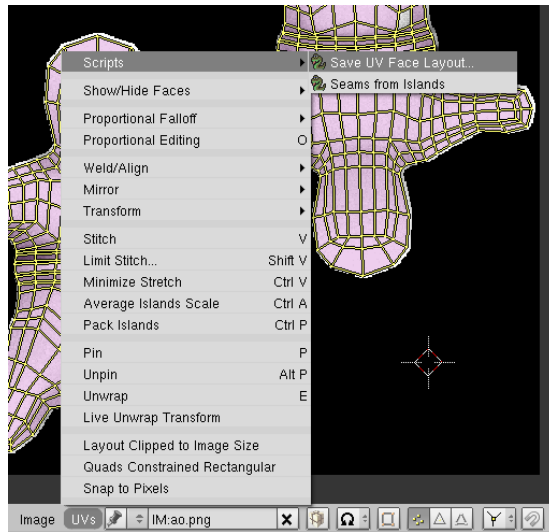 Scripts
Save UV Face Layout...
Seams from Islands
Show/Hide Faces
Proportional Falloff
Proportional Editing O
Weld/Align
Mirror
Transform
Stitch V
Limit Stitch... Shift V
Minimize Stretch Ctrl V
Average Islands Scale Ctrl A
Pack Islands Ctrl P
Pin P
Unpin Alt P
Unwrap E
Live Unwrap Transform
Layout Clipped to Image Size
Quads Constrained Rectangular
Snap to Pixels
Image UVs IM:ao.png